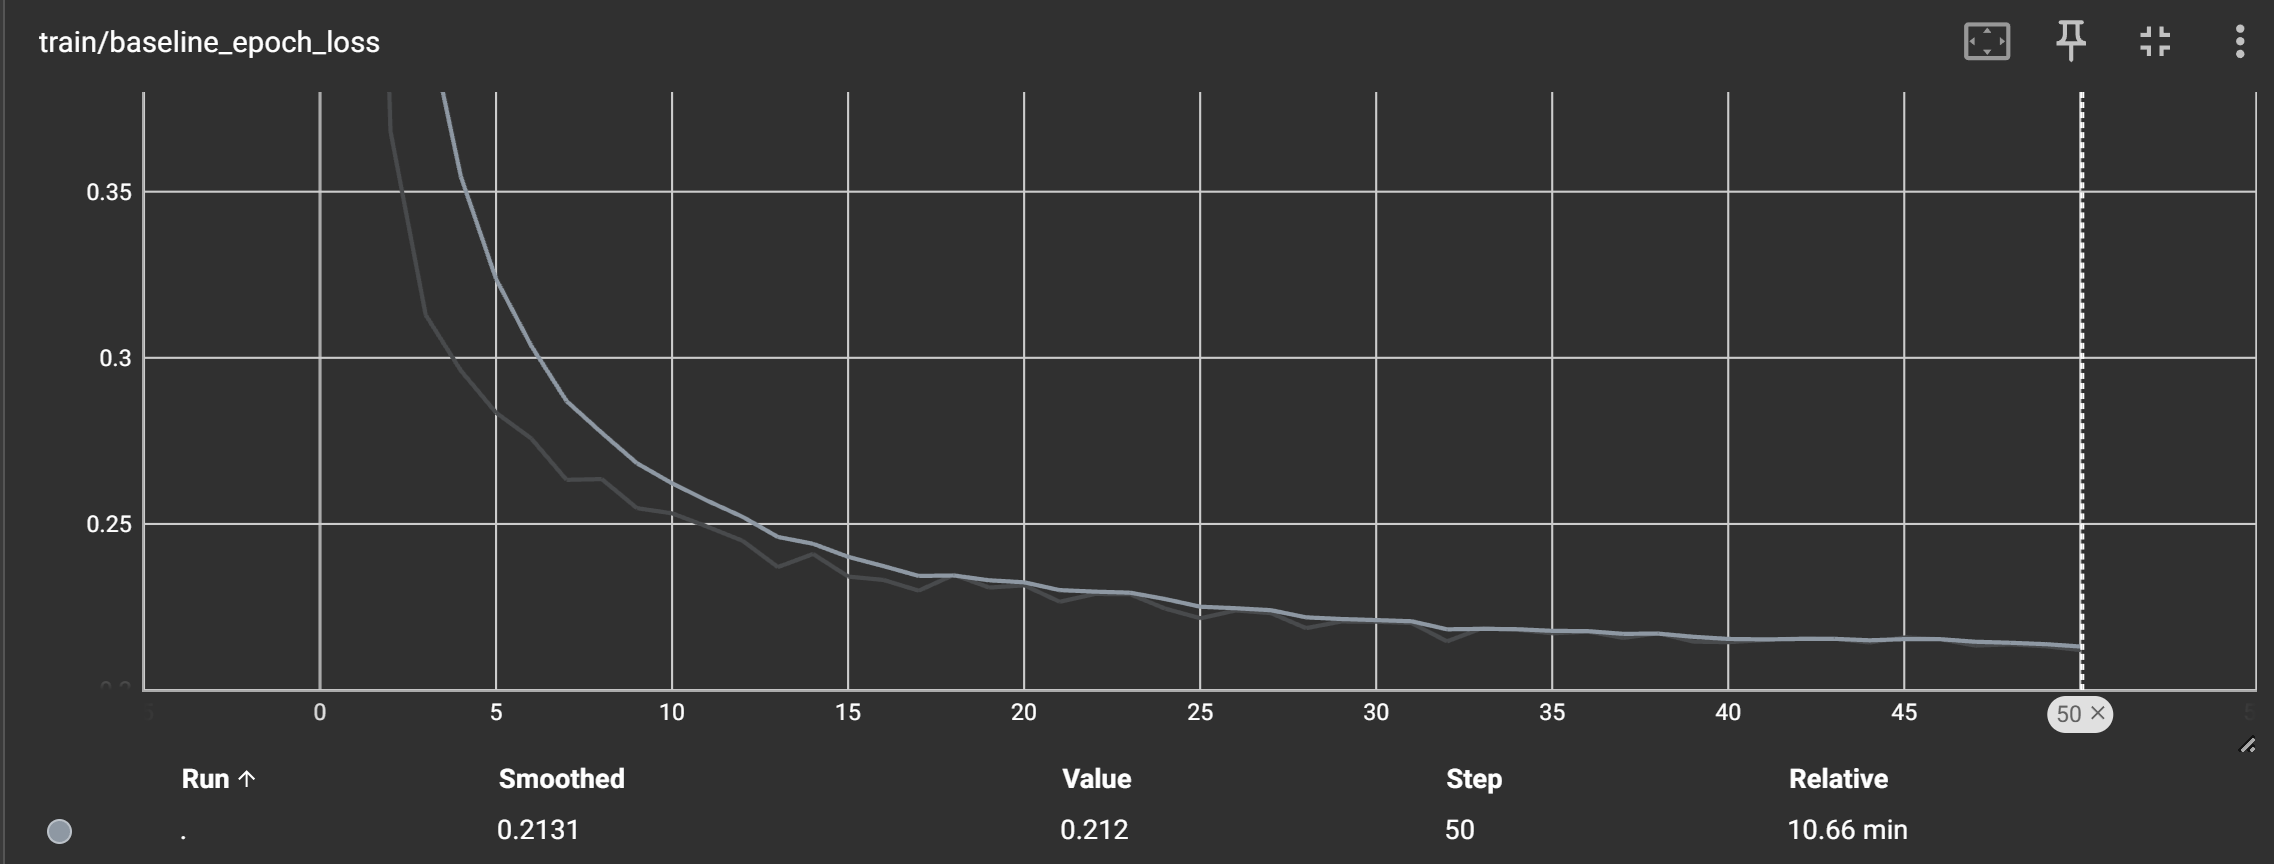 train/baseline_epoch_loss
0.35
0.3
0.25
0 5 10 15 20 25 30 35 40 45 50 ×
Run ↑ Smoothed Value Step Relative
. 0.2131 0.212 50 10.66 min